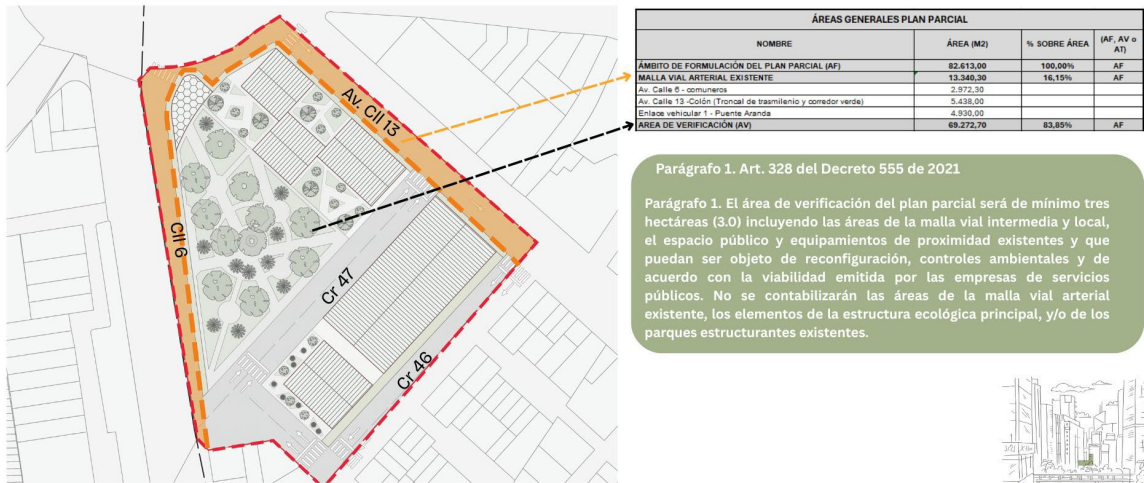 Av. Cll 13
Cll 6
Cr 47
Cr 46
ÁREAS GENERALES PLAN PARCIAL
NOMBRE ÁREA (M2) % SOBRE ÁREA (AF, AV o AT)
ÁMBITO DE FORMULACIÓN DEL PLAN PARCIAL (AF) 82.613,00 100,00% AF
MALLA VIAL ARTERIAL EXISTENTE 13.340,30 16,15% AF
Av. Calle 6 - comuneros 2.972,30
Av. Calle 13 -Colón (Troncal de trasmilenio y corredor verde) 5.438,00
Enlace vehicular 1 - Puente Aranda 4.930,00
AREA DE VERIFICACIÓN (AV) 69.272,70 83,85% AF
Parágrafo 1. Art. 328 del Decreto 555 de 2021
Parágrafo 1. El área de verificación del plan parcial será de mínimo tres
hectáreas (3.0) incluyendo las áreas de la malla vial intermedia y local,
el espacio público y equipamientos de proximidad existentes y que
puedan ser objeto de reconfiguración, controles ambientales y de
acuerdo con la viabilidad emitida por las empresas de servicios
públicos. No se contabilizarán las áreas de la malla vial arterial
existente, los elementos de la estructura ecológica principal, y/o de los
parques estructurantes existentes.